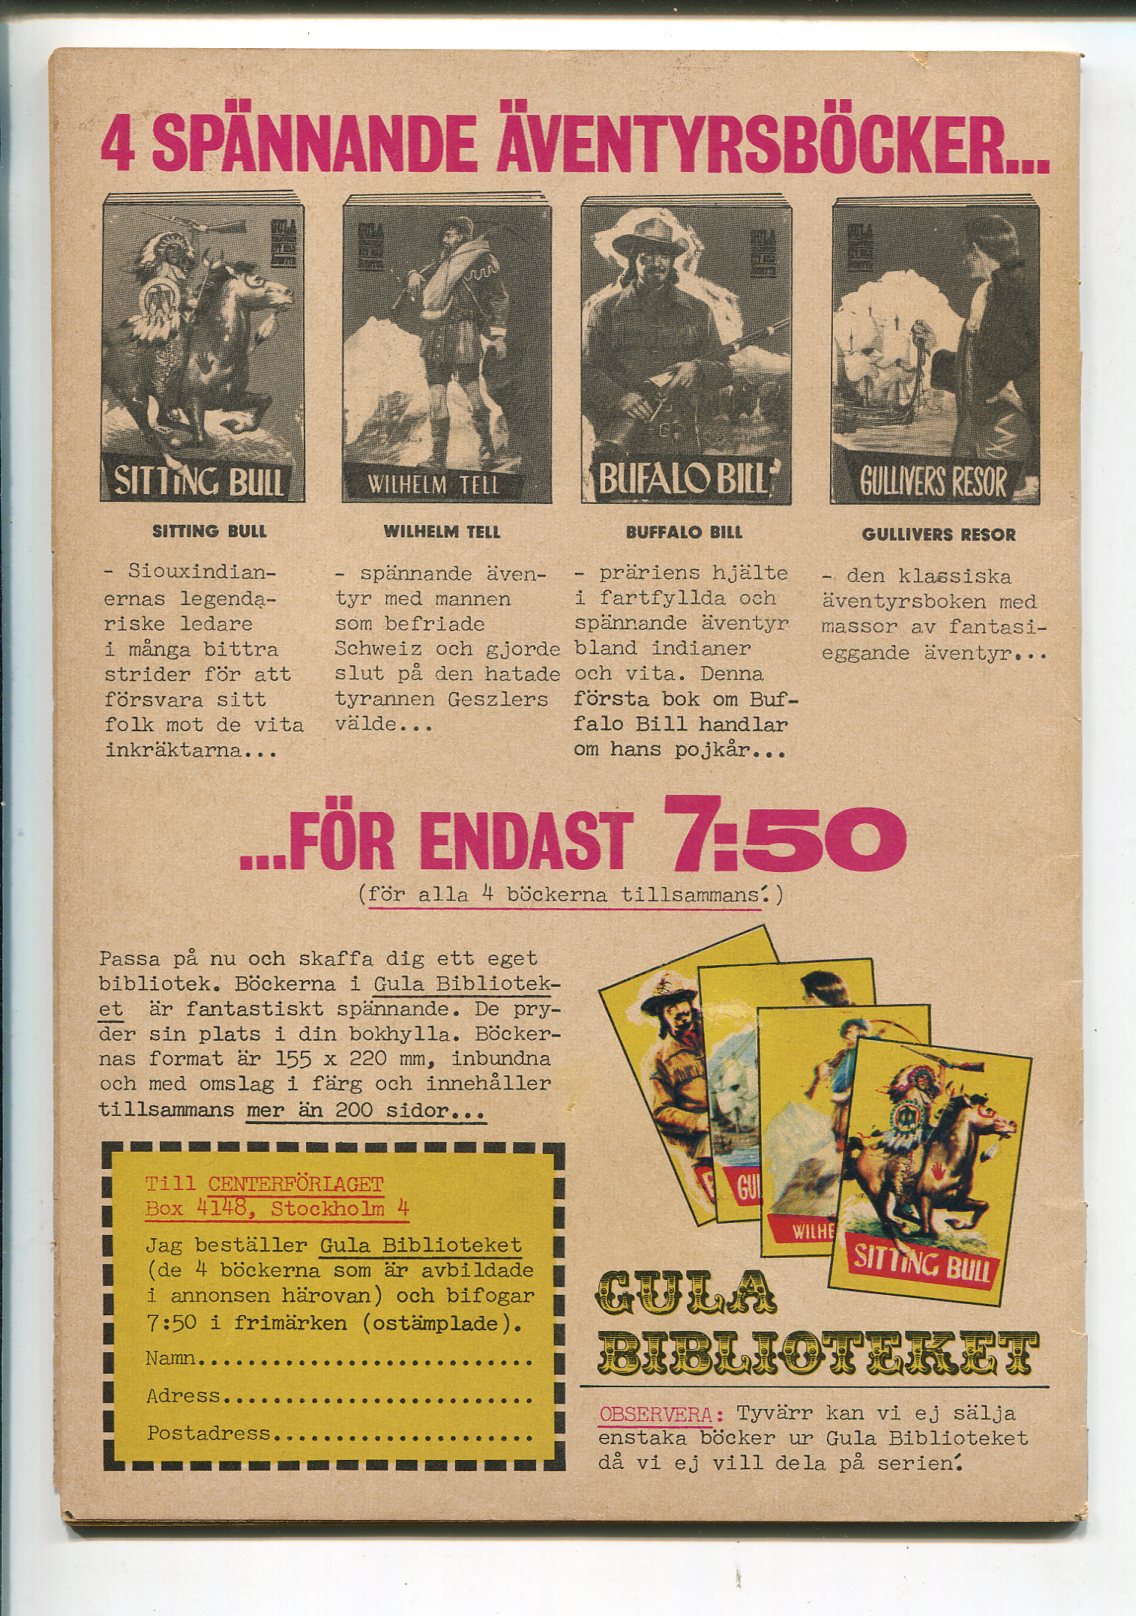 4 SPÄNNANDE ÄVENTYRSBÖCKER...
GULA
SITTING BULL
GULA
WILHELM TELL
GULA
BUFALO BILL
GULA
GULLIVERS RESOR
SITTING BULL
- Siouxindian-
ernas legenda-
riske ledare
i många bittra
strider för att
försvara sitt
folk mot de vita
inkräktarna...
WILHELM TELL
- spännande även-
tyr med mannen
som befriade
Schweiz och gjorde
slut på den hatade
tyrannen Geszlers
välde...
BUFFALO BILL
- präriens hjälte
i fartfyllda och
spännande äventyr
bland indianer
och vita. Denna
första bok om Buf-
falo Bill handlar
om hans pojkår...
GULLIVERS RESOR
- den klassiska
äventyrsboken med
massor av fantasi-
eggande äventyr...
...FÖR ENDAST 7:50
(för alla 4 böckerna tillsammans!)
Passa på nu och skaffa dig ett eget
bibliotek. Böckerna i Gula Bibliotek-
et är fantastiskt spännande. De pry-
der sin plats i din bokhylla. Böcker-
nas format är 155 x 220 mm, inbundna
och med omslag i färg och innehåller
tillsammans mer än 200 sidor...
Till CENTERFÖRLAGET
Box 4148, Stockholm 4
Jag beställer Gula Biblioteket
(de 4 böckerna som är avbildade
i annonsen härovan) och bifogar
7:50 i frimärken (ostämplade).
Namn............................
Adress..........................
Postadress......................
B
GUL
WILHE
SITTING BULL
GULA
BIBLIOTEKET
OBSERVERA: Tyvärr kan vi ej sälja
enstaka böcker ur Gula Biblioteket
då vi ej vill dela på serien!